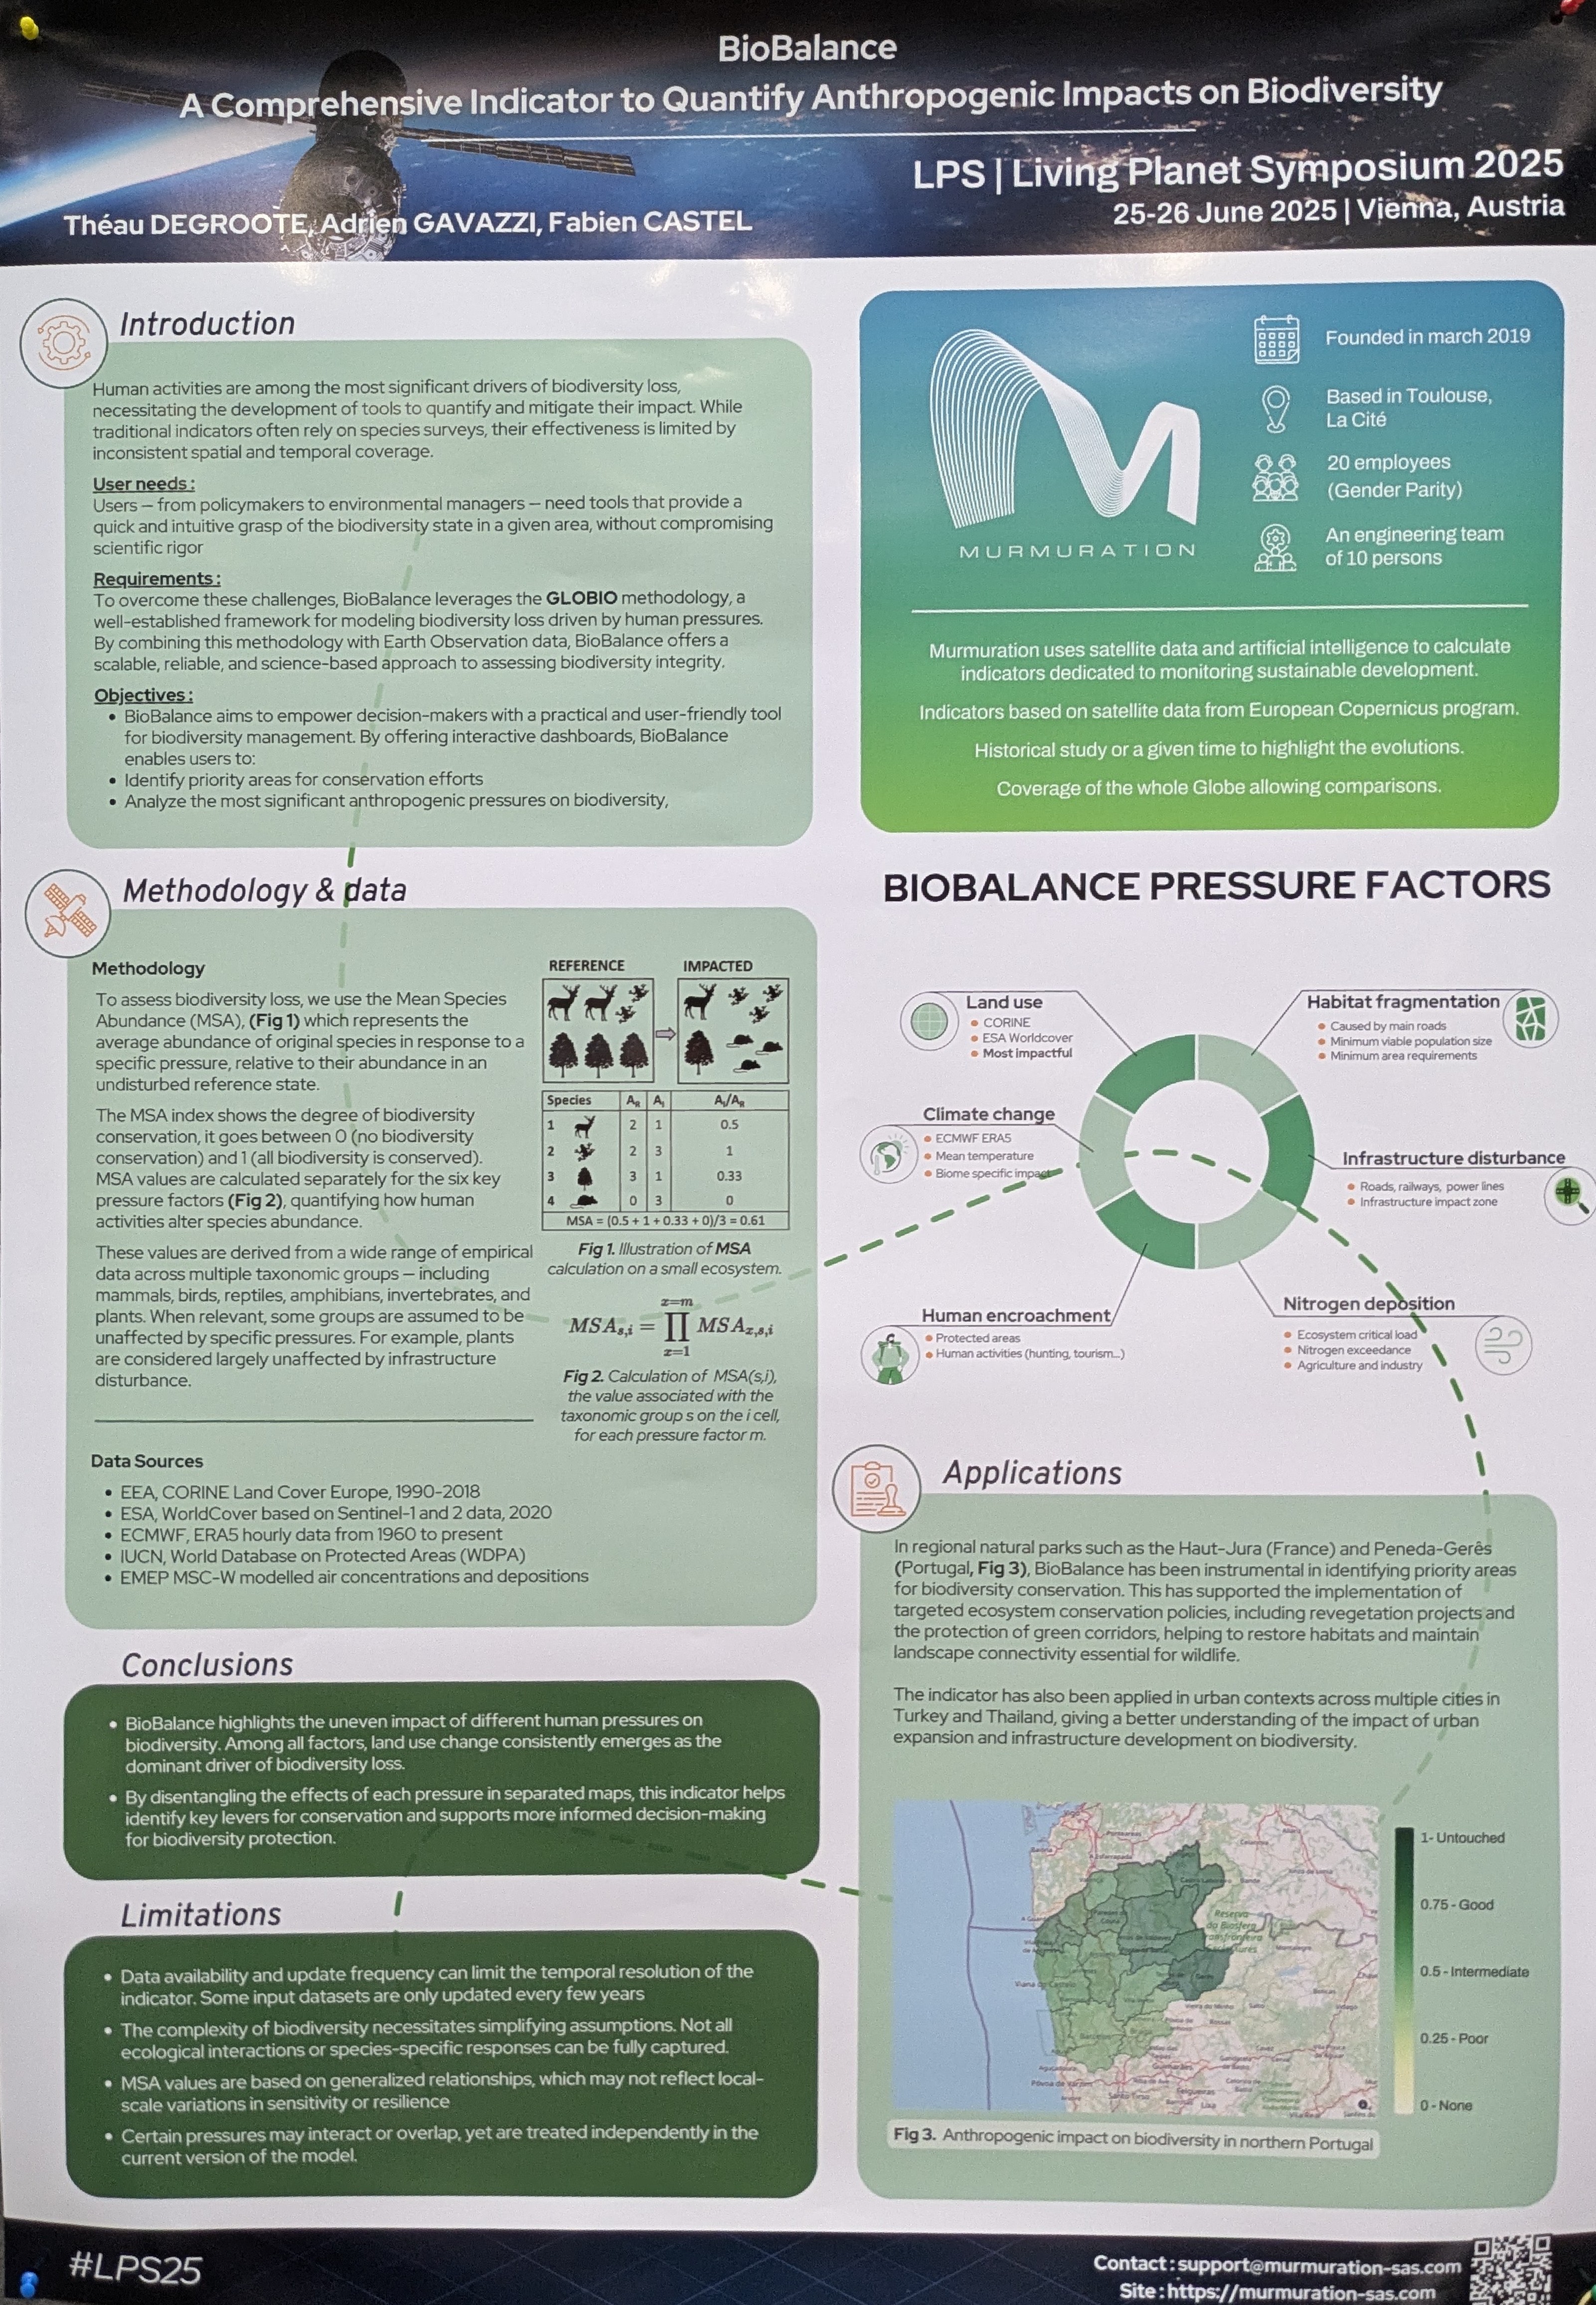 BioBalance
A Comprehensive Indicator to Quantify Anthropogenic Impacts on Biodiversity
LPS | Living Planet Symposium 2025
25-26 June 2025 | Vienna, Austria
Théau DEGROOTE, Adrien GAVAZZI, Fabien CASTEL
Introduction
Human activities are among the most significant drivers of biodiversity loss,
necessitating the development of tools to quantify and mitigate their impact. While
traditional indicators often rely on species surveys, their effectiveness is limited by
inconsistent spatial and temporal coverage.
User needs :
Users – from policymakers to environmental managers – need tools that provide a
quick and intuitive grasp of the biodiversity state in a given area, without compromising
scientific rigor
Requirements :
To overcome these challenges, BioBalance leverages the GLOBIO methodology, a
well-established framework for modeling biodiversity loss driven by human pressures.
By combining this methodology with Earth Observation data, BioBalance offers a
scalable, reliable, and science-based approach to assessing biodiversity integrity.
Objectives :
• BioBalance aims to empower decision-makers with a practical and user-friendly tool
for biodiversity management. By offering interactive dashboards, BioBalance
enables users to:
• Identify priority areas for conservation efforts
• Analyze the most significant anthropogenic pressures on biodiversity,
MURMURATION
Founded in march 2019
Based in Toulouse,
La Cité
20 employees
(Gender Parity)
An engineering team
of 10 persons
Murmuration uses satellite data and artificial intelligence to calculate
indicators dedicated to monitoring sustainable development.
Indicators based on satellite data from European Copernicus program.
Historical study or a given time to highlight the evolutions.
Coverage of the whole Globe allowing comparisons.
Methodology & data
Methodology
To assess biodiversity loss, we use the Mean Species
Abundance (MSA), (Fig 1) which represents the
average abundance of original species in response to a
specific pressure, relative to their abundance in an
undisturbed reference state.
The MSA index shows the degree of biodiversity
conservation, it goes between 0 (no biodiversity
conservation) and 1 (all biodiversity is conserved).
MSA values are calculated separately for the six key
pressure factors (Fig 2), quantifying how human
activities alter species abundance.
These values are derived from a wide range of empirical
data across multiple taxonomic groups – including
mammals, birds, reptiles, amphibians, invertebrates, and
plants. When relevant, some groups are assumed to be
unaffected by specific pressures. For example, plants
are considered largely unaffected by infrastructure
disturbance.
REFERENCE IMPACTED
Species A_R A_I A_I/A_R
1 2 1 0.5
2 2 3 1
3 3 1 0.33
4 0 3 0
MSA = (0.5 + 1 + 0.33 + 0)/3 = 0.61
Fig 1. Illustration of MSA
calculation on a small ecosystem.
x=m
MSA_s,i = ∏ MSA_x,s,i
x=1
Fig 2. Calculation of MSA(s,i),
the value associated with the
taxonomic group s on the i cell,
for each pressure factor m.
Data Sources
• EEA, CORINE Land Cover Europe, 1990-2018
• ESA, WorldCover based on Sentinel-1 and 2 data, 2020
• ECMWF, ERA5 hourly data from 1960 to present
• IUCN, World Database on Protected Areas (WDPA)
• EMEP MSC-W modelled air concentrations and depositions
BIOBALANCE PRESSURE FACTORS
Land use
• CORINE
• ESA Worldcover
• Most impactful
Habitat fragmentation
• Caused by main roads
• Minimum viable population size
• Minimum area requirements
Climate change
• ECMWF ERA5
• Mean temperature
• Biome specific impact
Infrastructure disturbance
• Roads, railways, power lines
• Infrastructure impact zone
Human encroachment
• Protected areas
• Human activities (hunting, tourism...)
Nitrogen deposition
• Ecosystem critical load
• Nitrogen exceedance
• Agriculture and industry
Applications
In regional natural parks such as the Haut-Jura (France) and Peneda-Gerês
(Portugal, Fig 3), BioBalance has been instrumental in identifying priority areas
for biodiversity conservation. This has supported the implementation of
targeted ecosystem conservation policies, including revegetation projects and
the protection of green corridors, helping to restore habitats and maintain
landscape connectivity essential for wildlife.
The indicator has also been applied in urban contexts across multiple cities in
Turkey and Thailand, giving a better understanding of the impact of urban
expansion and infrastructure development on biodiversity.
Reserva
da Biosfera
Viana do Castelo
Póvoa de Varzim
1- Untouched
0.75 - Good
0.5 - Intermediate
0.25 - Poor
0 - None
Fig 3. Anthropogenic impact on biodiversity in northern Portugal
Conclusions
• BioBalance highlights the uneven impact of different human pressures on
biodiversity. Among all factors, land use change consistently emerges as the
dominant driver of biodiversity loss.
• By disentangling the effects of each pressure in separated maps, this indicator helps
identify key levers for conservation and supports more informed decision-making
for biodiversity protection.
Limitations
• Data availability and update frequency can limit the temporal resolution of the
indicator. Some input datasets are only updated every few years
• The complexity of biodiversity necessitates simplifying assumptions. Not all
ecological interactions or species-specific responses can be fully captured.
• MSA values are based on generalized relationships, which may not reflect local-
scale variations in sensitivity or resilience
• Certain pressures may interact or overlap, yet are treated independently in the
current version of the model.
#LPS25
Contact : support@murmuration-sas.com
Site : https://murmuration-sas.com